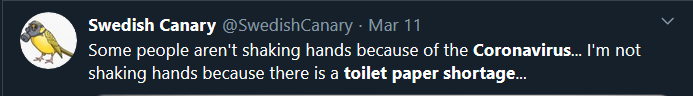 Swedish Canary @SwedishCanary · Mar 11
Some people aren't shaking hands because of the Coronavirus... I'm not
shaking hands because there is a toilet paper shortage...